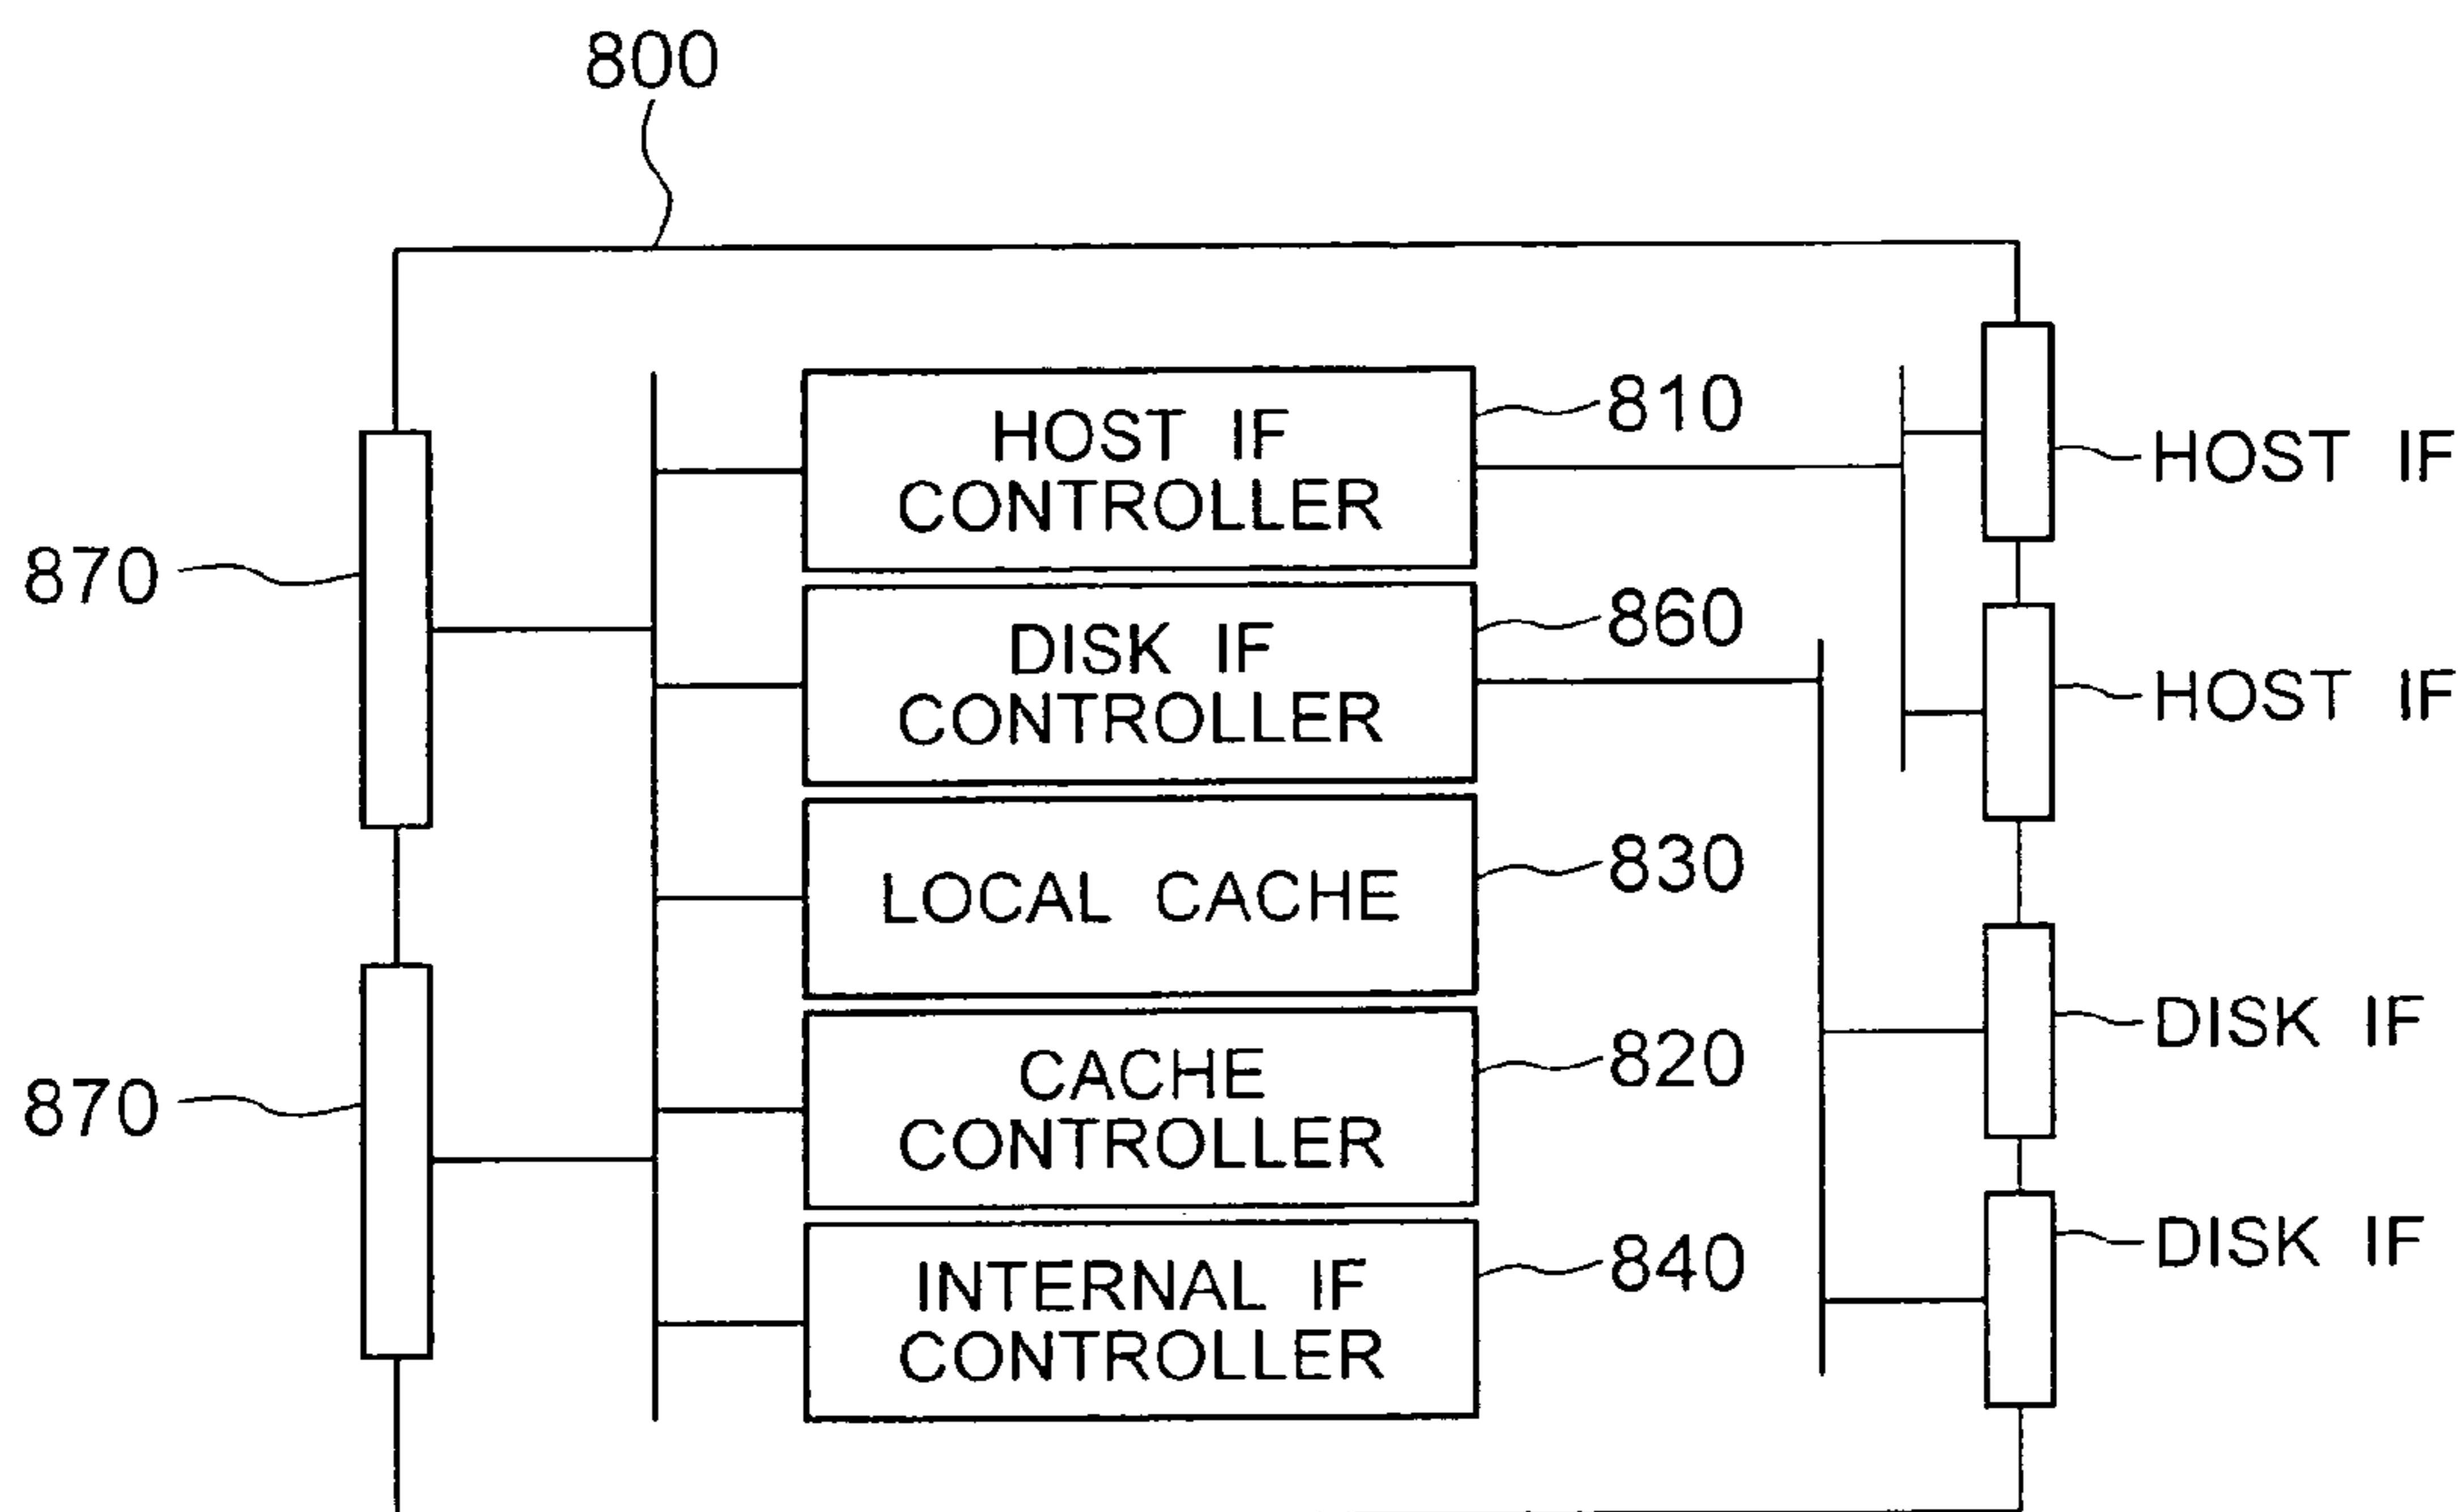 800
HOST IF
CONTROLLER
810
HOST IF
870
DISK IF
CONTROLLER
860
HOST IF
LOCAL CACHE
830
DISK IF
870
CACHE
CONTROLLER
820
DISK IF
INTERNAL IF
CONTROLLER
840